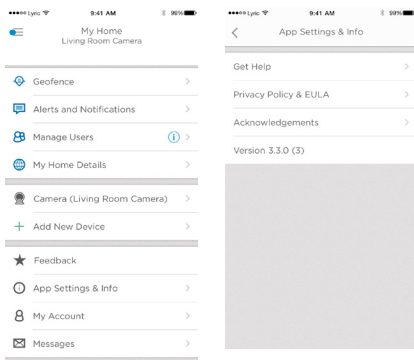 Lyric 9:41 AM 99%
My Home
Living Room Camera
Geofence
Alerts and Notifications
Manage Users
My Home Details
Camera (Living Room Camera)
Add New Device
Feedback
App Settings & Info
My Account
Messages
Lyric 9:41 AM 99%
App Settings & Info
Get Help
Privacy Policy & EULA
Acknowledgements
Version 3.3.0 (3)